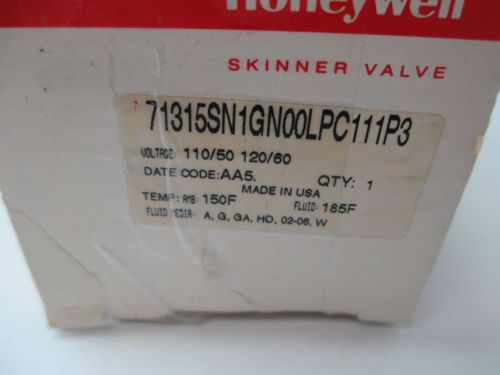 Honeywell
SKINNER VALVE
71315SN1GN00LPC111P3
VOLTAGE: 110/50 120/60
DATE CODE:AA5. QTY: 1
MADE IN USA
TEMP: AMB: 150F FLUID: 185F
FLUID MEDIA: A, G, GA, HO, 02-06, W